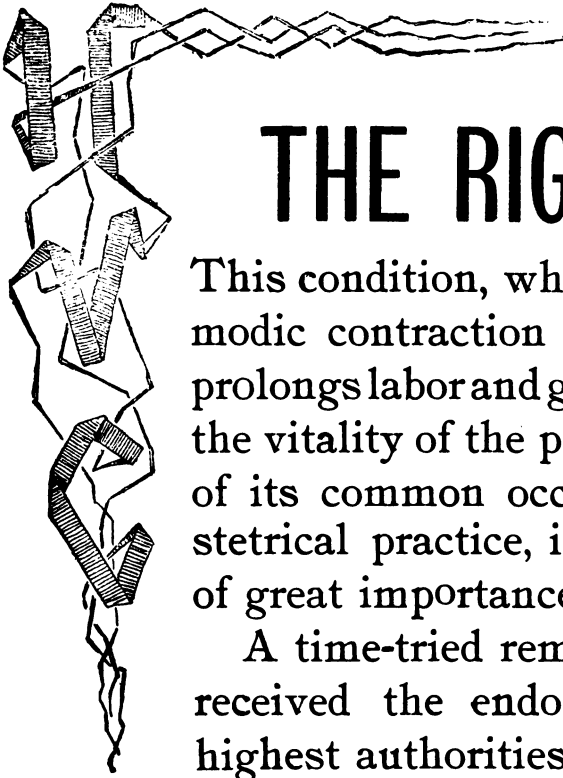 H V C
THE RIG
This condition, wh
modic contraction
prolongs labor and g
the vitality of the p
of its common occ
stetrical practice, i
of great importance
A time-tried rem
received the endo
highest authorities